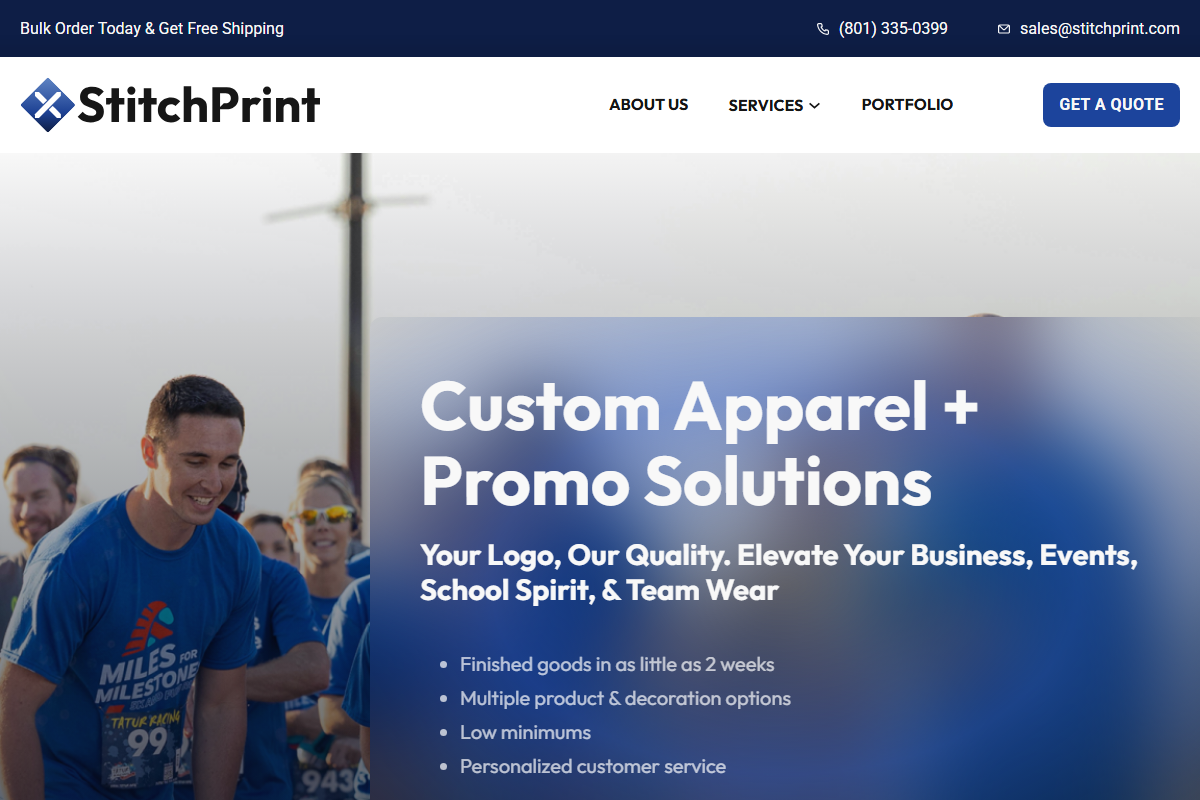 Bulk Order Today & Get Free Shipping
(801) 335-0399
sales@stitchprint.com
StitchPrint
ABOUT US
SERVICES
PORTFOLIO
GET A QUOTE
Custom Apparel +
Promo Solutions
Your Logo, Our Quality. Elevate Your Business, Events,
School Spirit, & Team Wear
Finished goods in as little as 2 weeks
Multiple product & decoration options
Low minimums
Personalized customer service
MILES FOR
MILESTONE
TATUR RACING
99
943